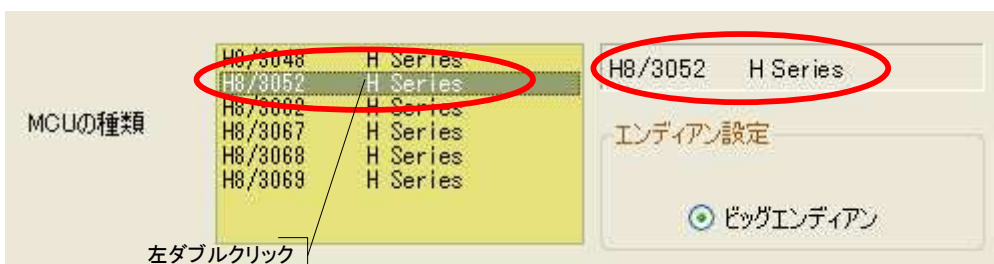 MCUの種類
H8/3048 H Series
H8/3052 H Series
H8/3062 H Series
H8/3067 H Series
H8/3068 H Series
H8/3069 H Series
左ダブルクリック
H8/3052 H Series
エンディアン設定
ビッグエンディアン